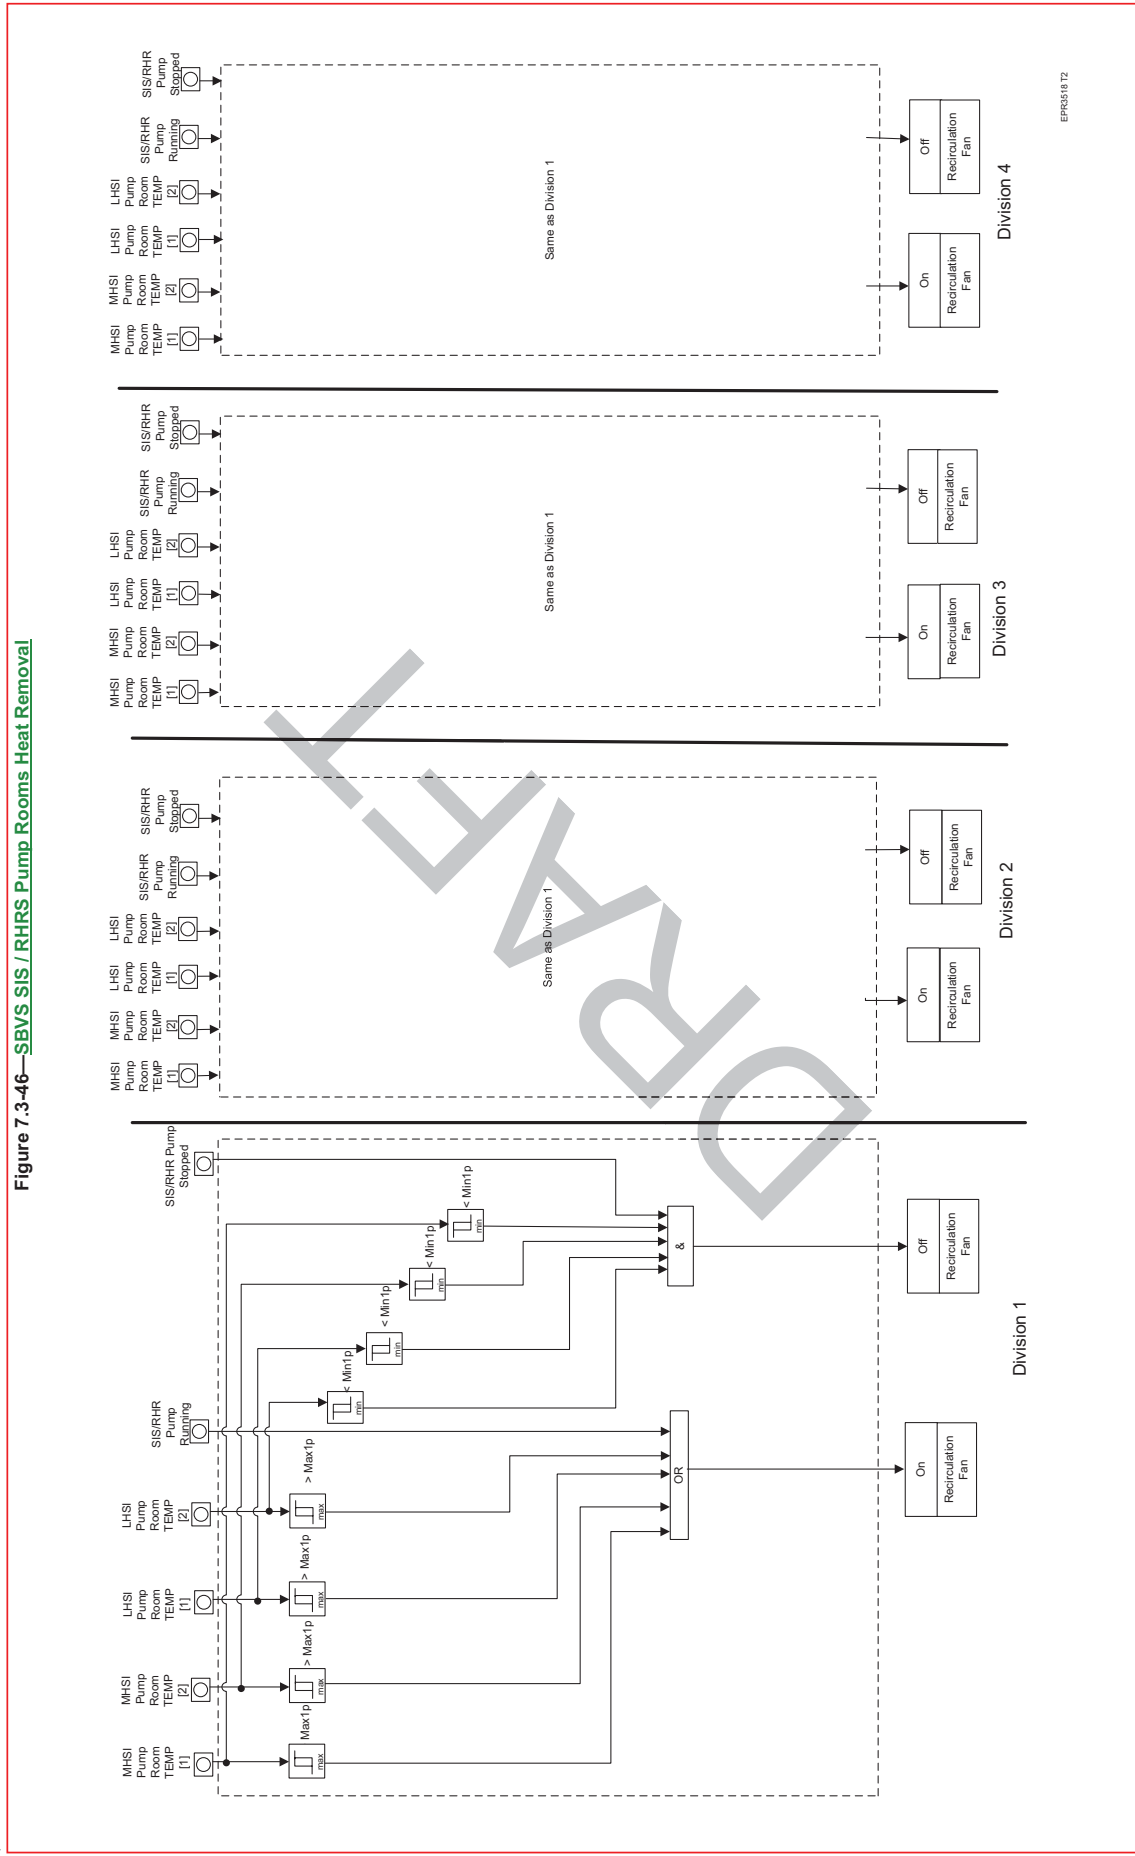 Figure 7.3-46—SBVS SIS / RHRS Pump Rooms Heat Removal
MHSI
Pump
Room
TEMP
[1]
MHSI
Pump
Room
TEMP
[2]
LHSI
Pump
Room
TEMP
[1]
LHSI
Pump
Room
TEMP
[2]
SIS/RHR
Pump
Running
SIS/RHR Pump
Stopped
Max1p
max
> Max1p
max
> Max1p
max
> Max1p
max
< Min1p
min
< Min1p
min
< Min1p
min
< Min1p
min
OR
&
On
Recirculation
Fan
Off
Recirculation
Fan
Division 1
MHSI
Pump
Room
TEMP
[1]
MHSI
Pump
Room
TEMP
[2]
LHSI
Pump
Room
TEMP
[1]
LHSI
Pump
Room
TEMP
[2]
SIS/RHR
Pump
Running
SIS/RHR
Pump
Stopped
Same as Division 1
On
Recirculation
Fan
Off
Recirculation
Fan
Division 2
MHSI
Pump
Room
TEMP
[1]
MHSI
Pump
Room
TEMP
[2]
LHSI
Pump
Room
TEMP
[1]
LHSI
Pump
Room
TEMP
[2]
SIS/RHR
Pump
Running
SIS/RHR
Pump
Stopped
Same as Division 1
On
Recirculation
Fan
Off
Recirculation
Fan
Division 3
MHSI
Pump
Room
TEMP
[1]
MHSI
Pump
Room
TEMP
[2]
LHSI
Pump
Room
TEMP
[1]
LHSI
Pump
Room
TEMP
[2]
SIS/RHR
Pump
Running
SIS/RHR
Pump
Stopped
Same as Division 1
On
Recirculation
Fan
Off
Recirculation
Fan
Division 4
EPR3518 T2
DRAFT